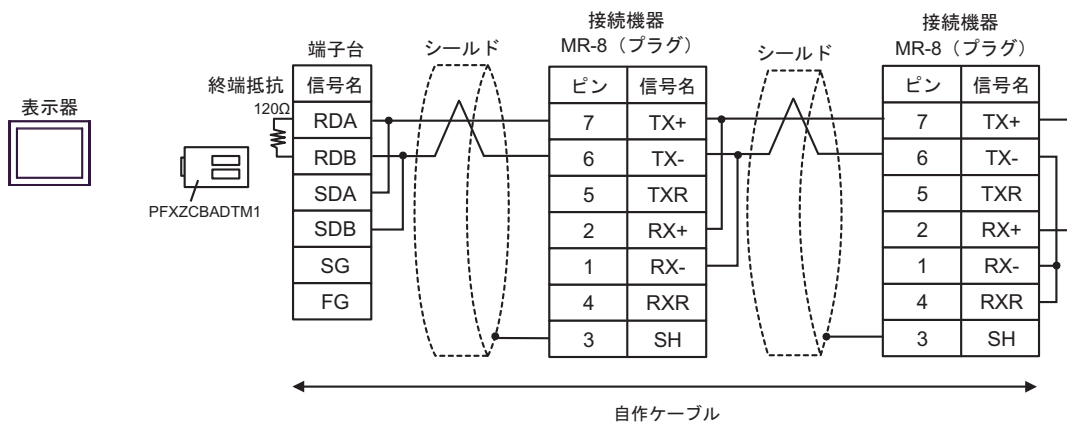 表示器
PFXZCBADTM1
終端抵抗
120Ω
端子台
信号名
RDA
RDB
SDA
SDB
SG
FG
シールド
接続機器
MR-8（プラグ）
ピン 信号名
7 TX+
6 TX-
5 TXR
2 RX+
1 RX-
4 RXR
3 SH
シールド
接続機器
MR-8（プラグ）
ピン 信号名
7 TX+
6 TX-
5 TXR
2 RX+
1 RX-
4 RXR
3 SH
自作ケーブル